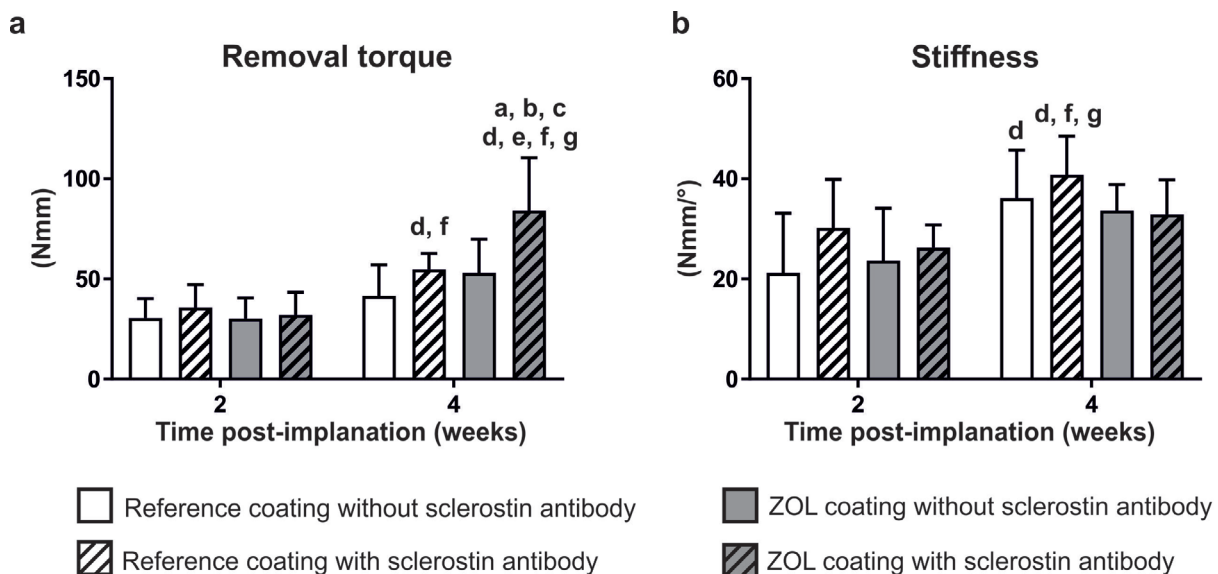 a
Removal torque
150
100
50
0
(Nmm)
a, b, c
d, e, f, g
d, f
2
4
Time post-implanation (weeks)
b
Stiffness
60
40
20
0
(Nmm/°)
d
d, f, g
2
4
Time post-implanation (weeks)
Reference coating without sclerostin antibody
Reference coating with sclerostin antibody
ZOL coating without sclerostin antibody
ZOL coating with sclerostin antibody